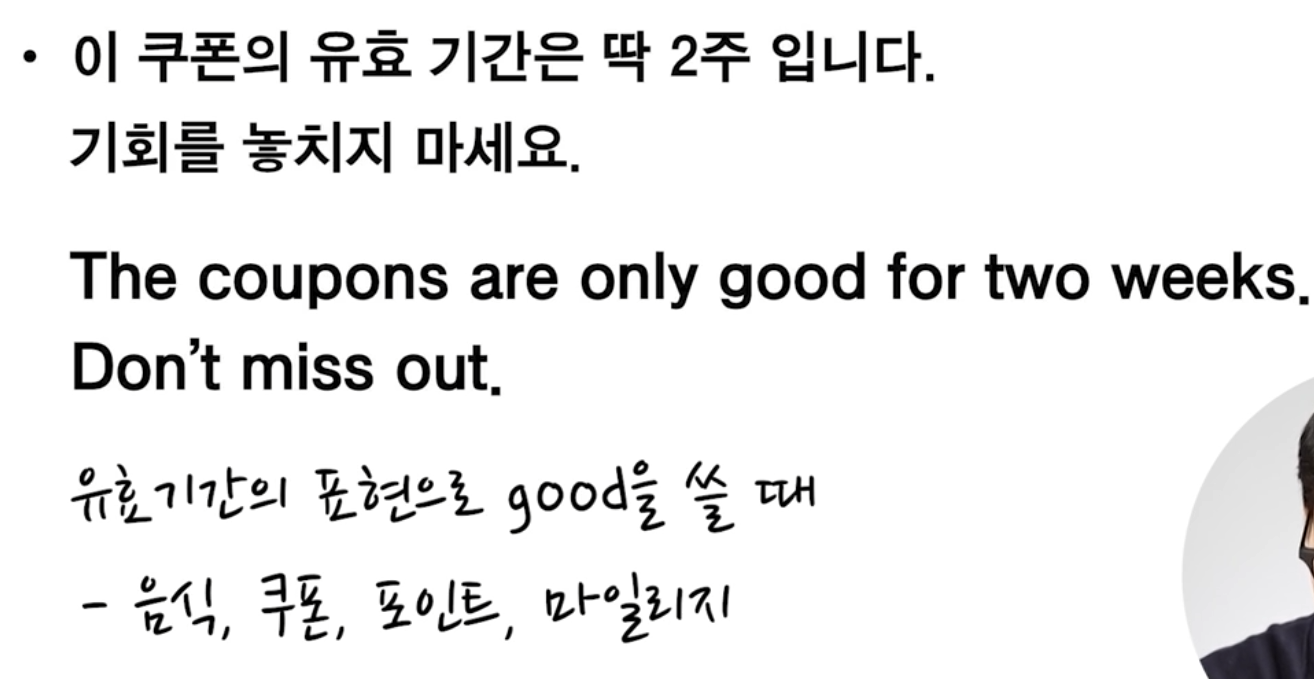 • 이 쿠폰의 유효 기간은 딱 2주 입니다.
기회를 놓치지 마세요.
The coupons are only good for two weeks.
Don't miss out.
유효기간의 표현으로 good을 쓸 때
- 음식, 쿠폰, 포인트, 마일리지